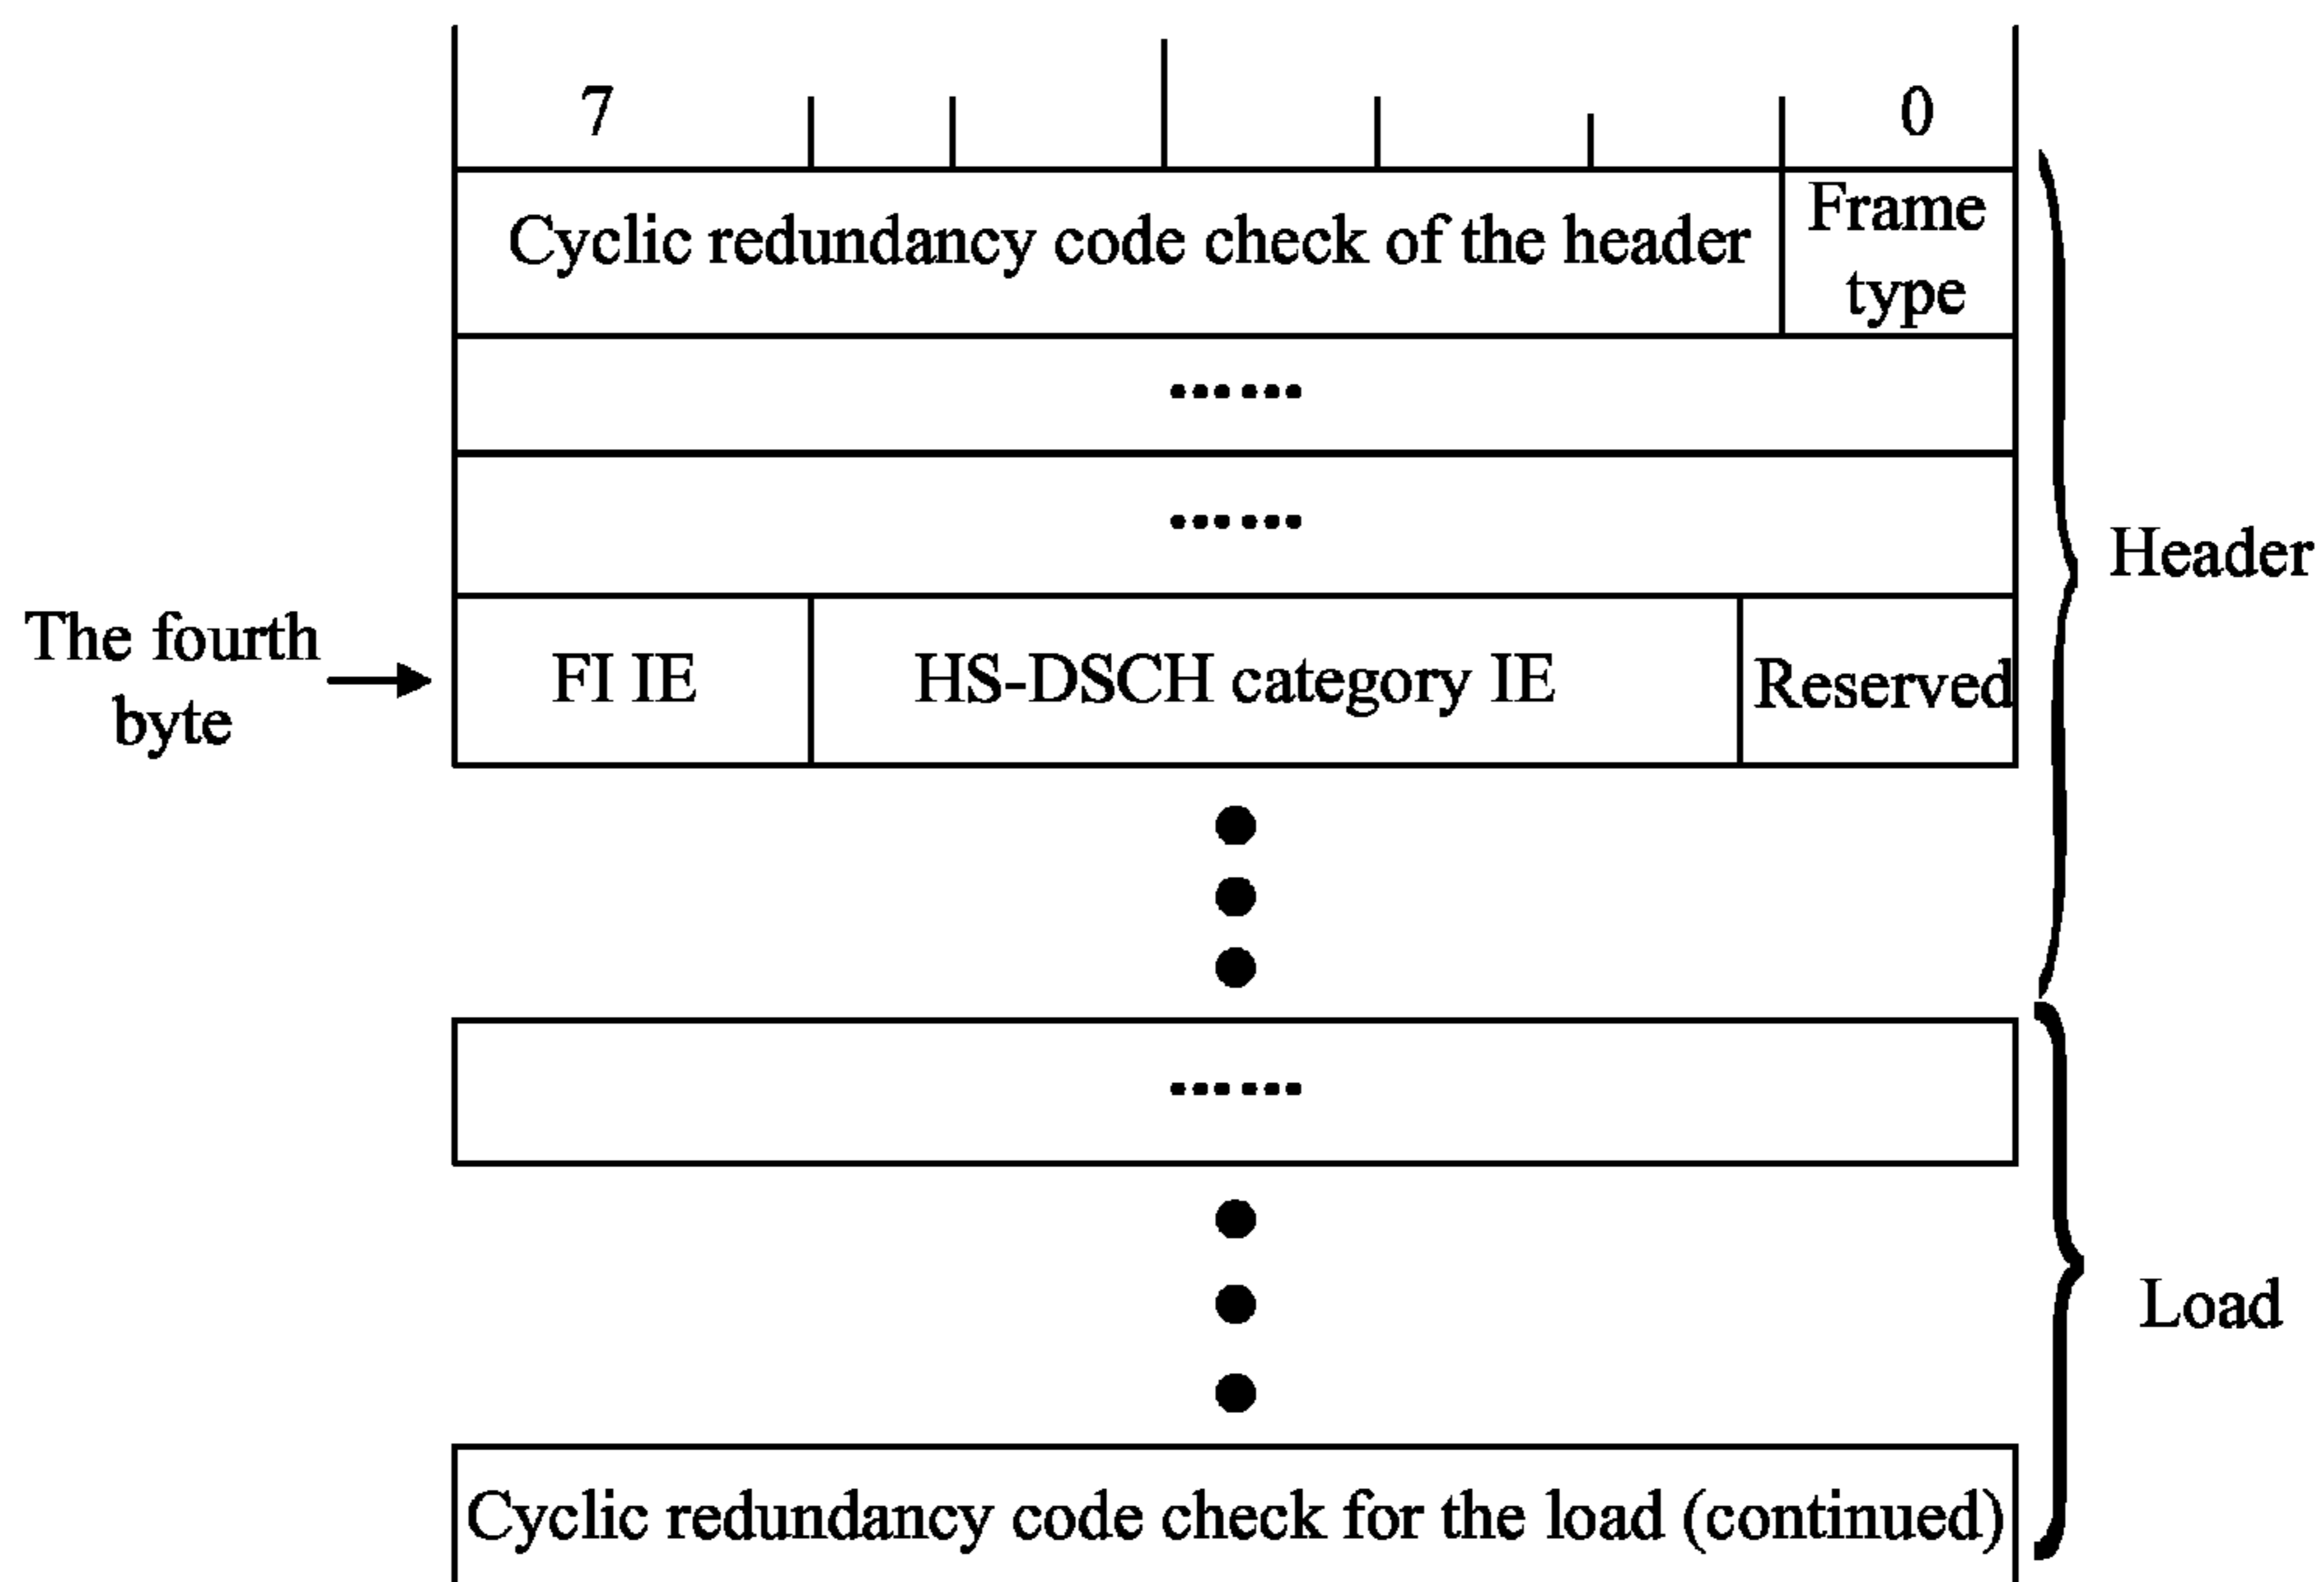 7 0
Cyclic redundancy code check of the header
Frame
type
......
......
Header
The fourth
byte
FI IE
HS-DSCH category IE
Reserved
......
Load
Cyclic redundancy code check for the load (continued)